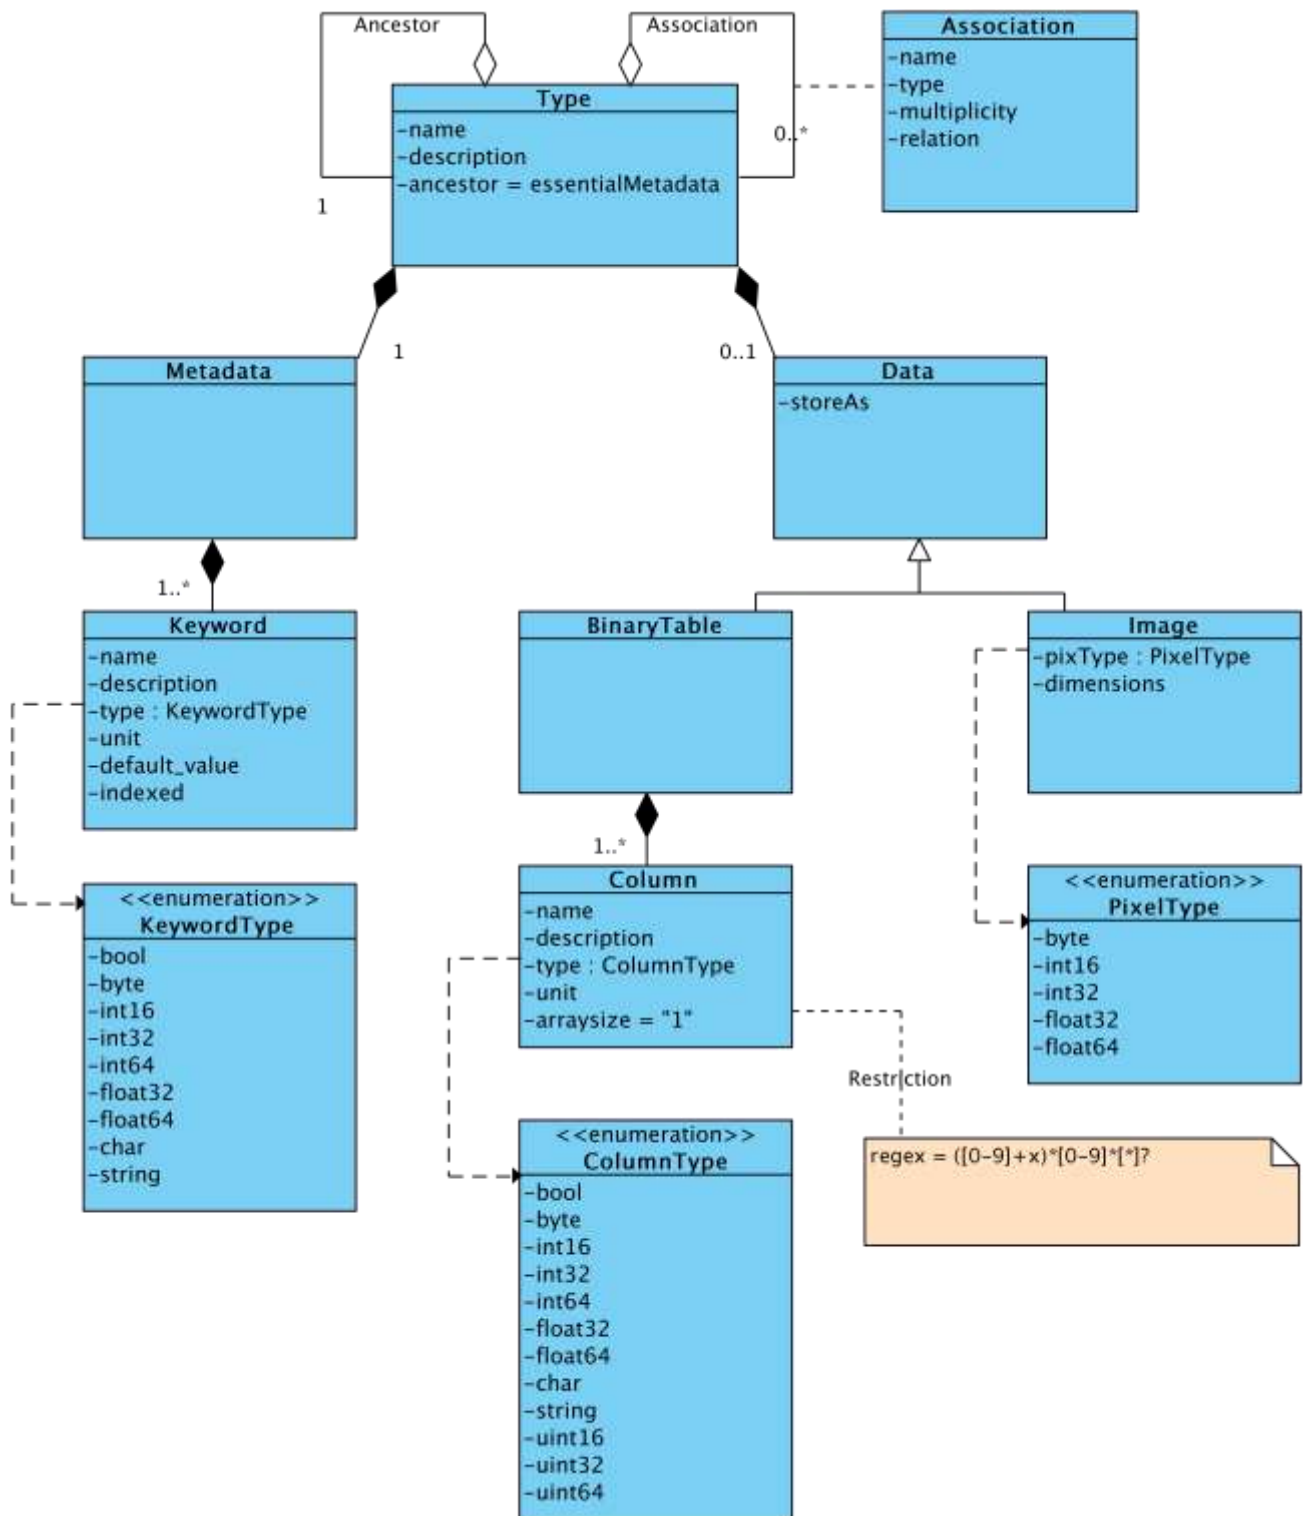 Ancestor
Association
Type
-name
-description
-ancestor = essentialMetadata
1
0..*
Association
-name
-type
-multiplicity
-relation
1
0..1
Metadata
Data
-storeAs
1..*
Keyword
-name
-description
-type : KeywordType
-unit
-default_value
-indexed
BinaryTable
Image
-pixType : PixelType
-dimensions
1..*
<<enumeration>>
KeywordType
-bool
-byte
-int16
-int32
-int64
-float32
-float64
-char
-string
Column
-name
-description
-type : ColumnType
-unit
-arraysize = "1"
<<enumeration>>
PixelType
-byte
-int16
-int32
-float32
-float64
Restriction
regex = ([0-9]+x)*[0-9]*[*]?
<<enumeration>>
ColumnType
-bool
-byte
-int16
-int32
-int64
-float32
-float64
-char
-string
-uint16
-uint32
-uint64